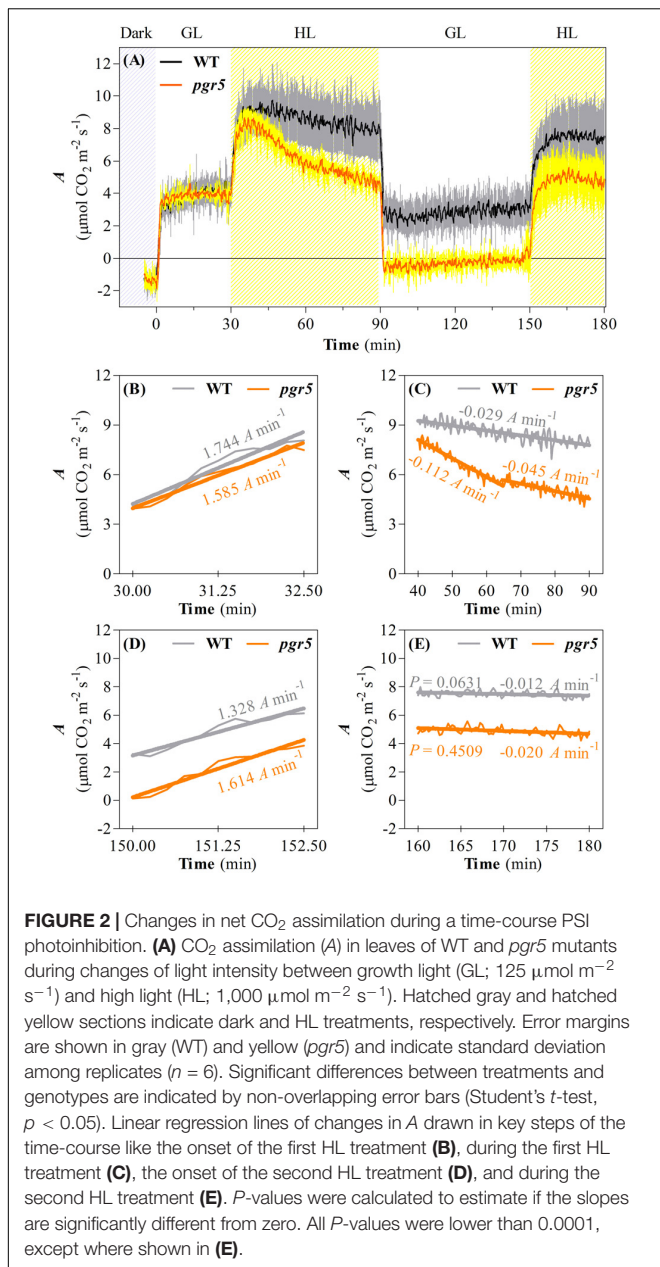 Dark GL HL GL HL
(A) WT
pgr5
A
(μmol CO2 m−2 s−1)
12
10
8
6
4
2
0
-2
0 30 60 90 120 150 180
Time (min)
(B) WT pgr5
A
(μmol CO2 m−2 s−1)
12
9
6
3
0
1.744 A min-1
1.585 A min-1
30.00 31.25 32.50
Time (min)
WT pgr5 (C)
A
(μmol CO2 m−2 s−1)
12
9
6
3
0
-0.029 A min-1
-0.112 A min-1
-0.045 A min-1
40 50 60 70 80 90
Time (min)
(D) WT pgr5
A
(μmol CO2 m−2 s−1)
12
10
8
6
4
2
0
-2
1.328 A min-1
1.614 A min-1
150.00 151.25 152.50
Time (min)
(E) WT pgr5
A
(μmol CO2 m−2 s−1)
12
10
8
6
4
2
0
-2
P = 0.0631 -0.012 A min-1
P = 0.4509 -0.020 A min-1
160 165 170 175 180
Time (min)
FIGURE 2 | Changes in net CO2 assimilation during a time-course PSI
photoinhibition. (A) CO2 assimilation (A) in leaves of WT and pgr5 mutants
during changes of light intensity between growth light (GL; 125 μmol m−2
s−1) and high light (HL; 1,000 μmol m−2 s−1). Hatched gray and hatched
yellow sections indicate dark and HL treatments, respectively. Error margins
are shown in gray (WT) and yellow (pgr5) and indicate standard deviation
among replicates (n = 6). Significant differences between treatments and
genotypes are indicated by non-overlapping error bars (Student's t-test,
p < 0.05). Linear regression lines of changes in A drawn in key steps of the
time-course like the onset of the first HL treatment (B), during the first HL
treatment (C), the onset of the second HL treatment (D), and during the
second HL treatment (E). P-values were calculated to estimate if the slopes
are significantly different from zero. All P-values were lower than 0.0001,
except where shown in (E).